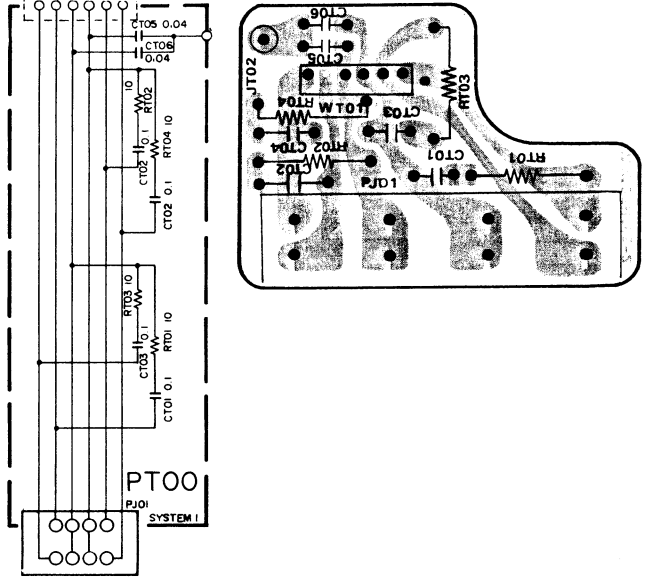 CT05 0.04
CT06
0.04
10
RT02
0.1
CT02
RT04 10
CT02 0.1
RT03 10
0.1
CT03
RT01 10
CT01 0.1
PT00
PJ01
SYSTEM 1
CT06
CT05
JT02
RT04
WT01
CT03
RT03
CT04
RT02
CT02
CT01
RT01
PJ01